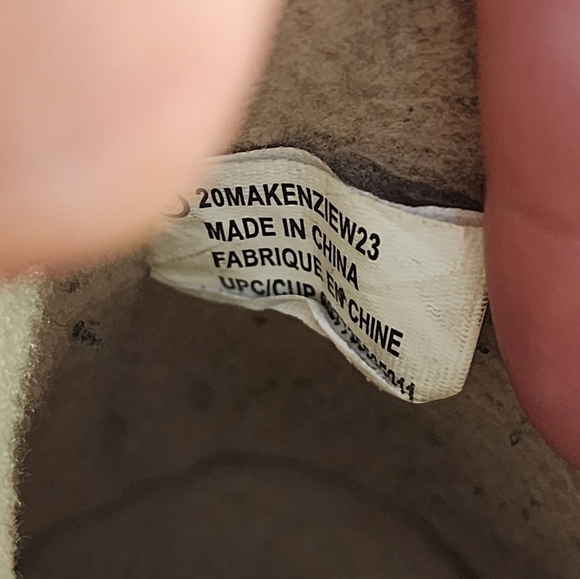 20MAKENZIEW23
MADE IN CHINA
FABRIQUE EN CHINE
UPC/CUP